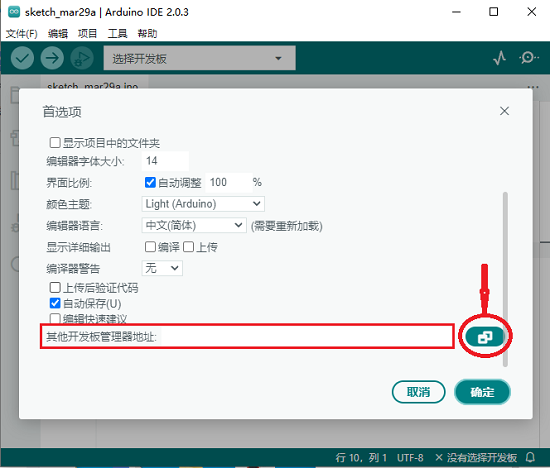 sketch_mar29a | Arduino IDE 2.0.3
文件(F) 编辑 项目 工具 帮助
选择开发板
sketch_mar29a.ino
首选项
显示项目中的文件夹
编辑器字体大小: 14
界面比例: 自动调整 100 %
颜色主题: Light (Arduino)
编辑器语言: 中文(简体) (需要重新加载)
显示详细输出 编译 上传
编译器警告 无
上传后验证代码
自动保存(U)
编辑快速建议
其他开发板管理器地址:
取消 确定
行 10，列 1 UTF-8 × 没有选择开发板